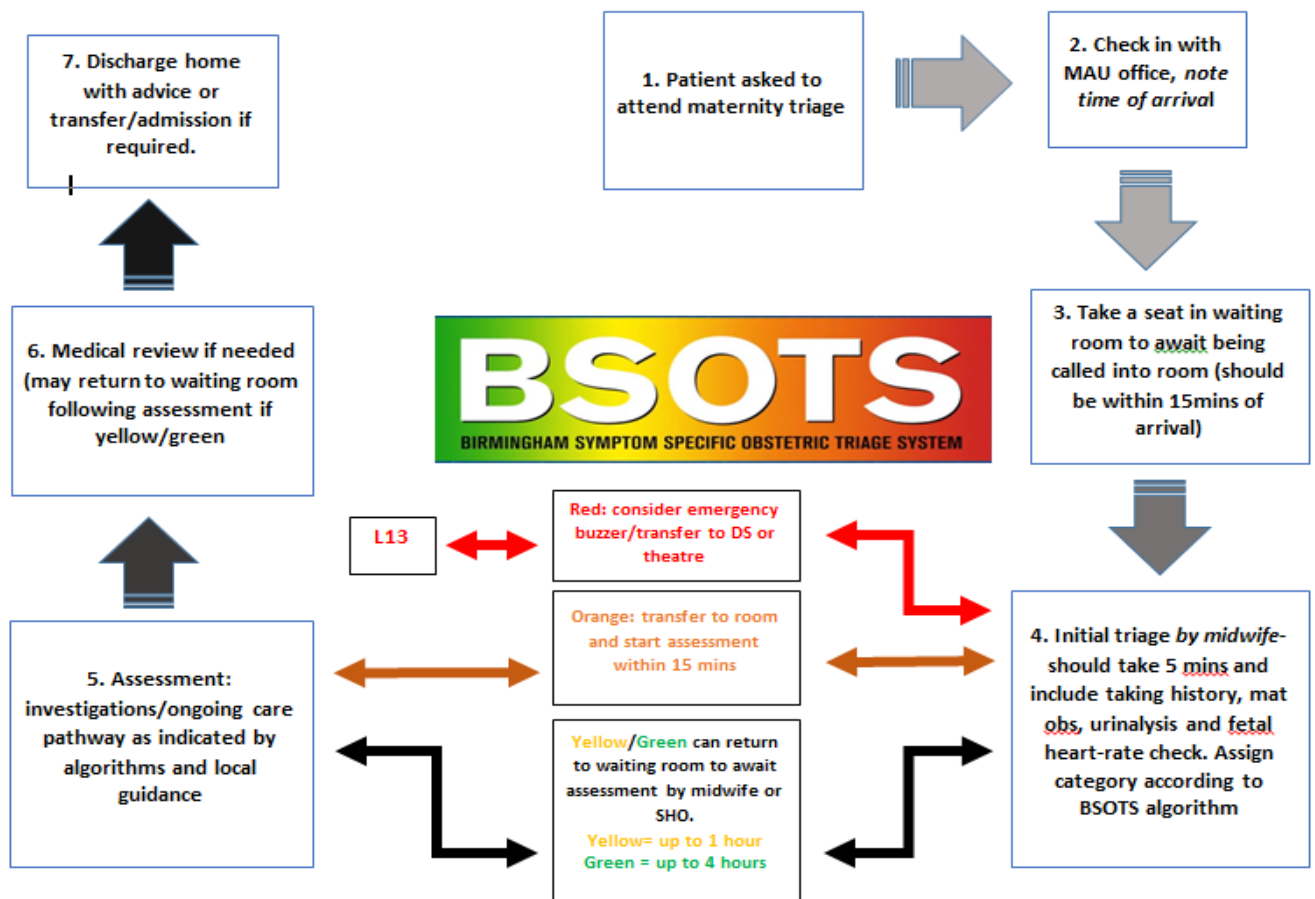 1. Patient asked to
attend maternity triage
2. Check in with
MAU office, note
time of arrival
3. Take a seat in waiting
room to await being
called into room (should
be within 15mins of
arrival)
4. Initial triage by midwife-
should take 5 mins and
include taking history, mat
obs, urinalysis and fetal
heart-rate check. Assign
category according to
BSOTS algorithm
Red: consider emergency
buzzer/transfer to DS or
theatre
L13
Orange: transfer to room
and start assessment
within 15 mins
Yellow/Green can return
to waiting room to await
assessment by midwife or
SHO.
Yellow= up to 1 hour
Green = up to 4 hours
5. Assessment:
investigations/ongoing care
pathway as indicated by
algorithms and local
guidance
6. Medical review if needed
(may return to waiting room
following assessment if
yellow/green
7. Discharge home
with advice or
transfer/admission if
required.
BSOTS
BIRMINGHAM SYMPTOM SPECIFIC OBSTETRIC TRIAGE SYSTEM